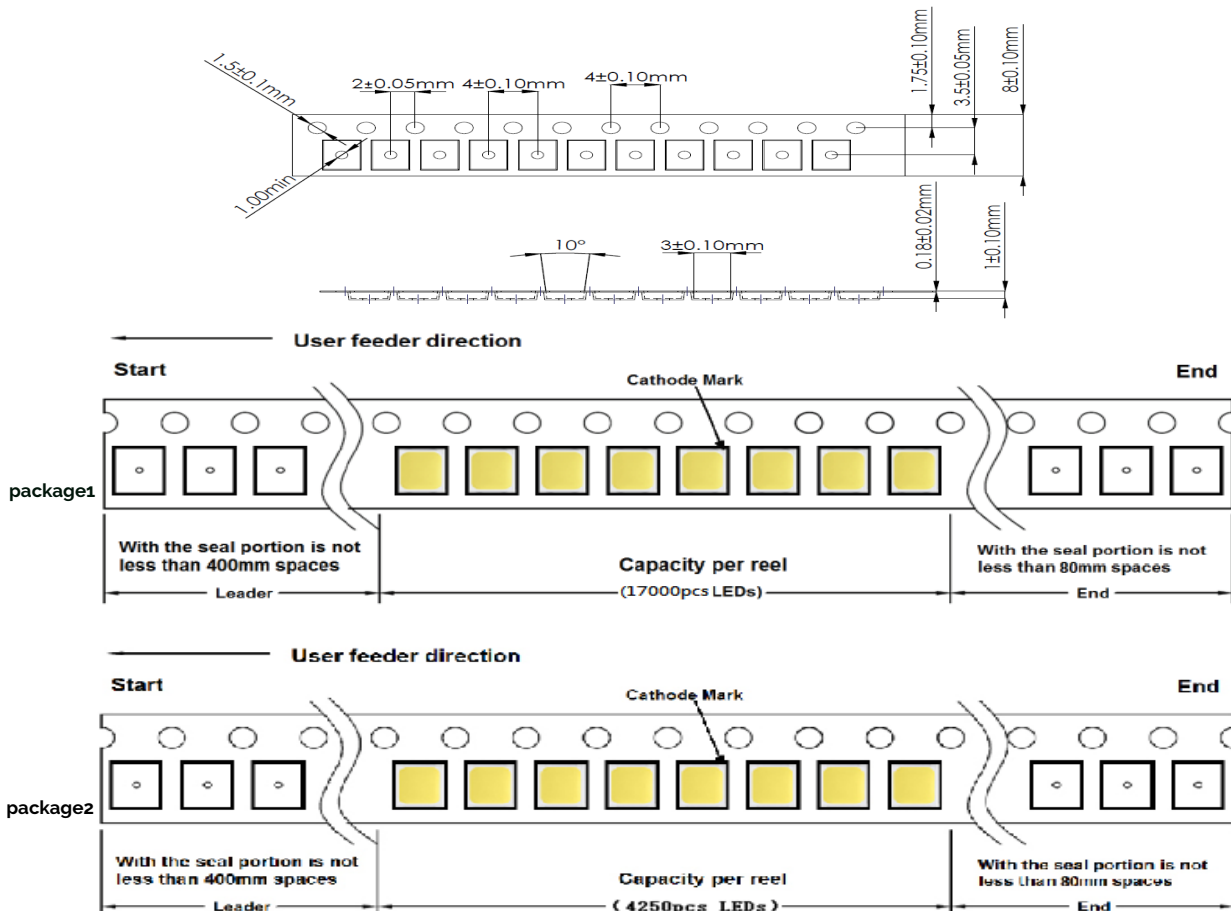 1.5±0.1mm
2±0.05mm
4±0.10mm
4±0.10mm
1.75±0.10mm
3.5±0.05mm
8±0.10mm
1.00min
10°
3±0.10mm
0.18±0.02mm
1±0.10mm
User feeder direction
Start
Cathode Mark
End
package1
With the seal portion is not
less than 400mm spaces
Leader
Capacity per reel
(17000pcs LEDs)
With the seal portion is not
less than 80mm spaces
End
User feeder direction
Start
Cathode Mark
End
package2
With the seal portion is not
less than 400mm spaces
Leader
Capacity per reel
(4250pcs LEDs)
With the seal portion is not
less than 80mm spaces
End